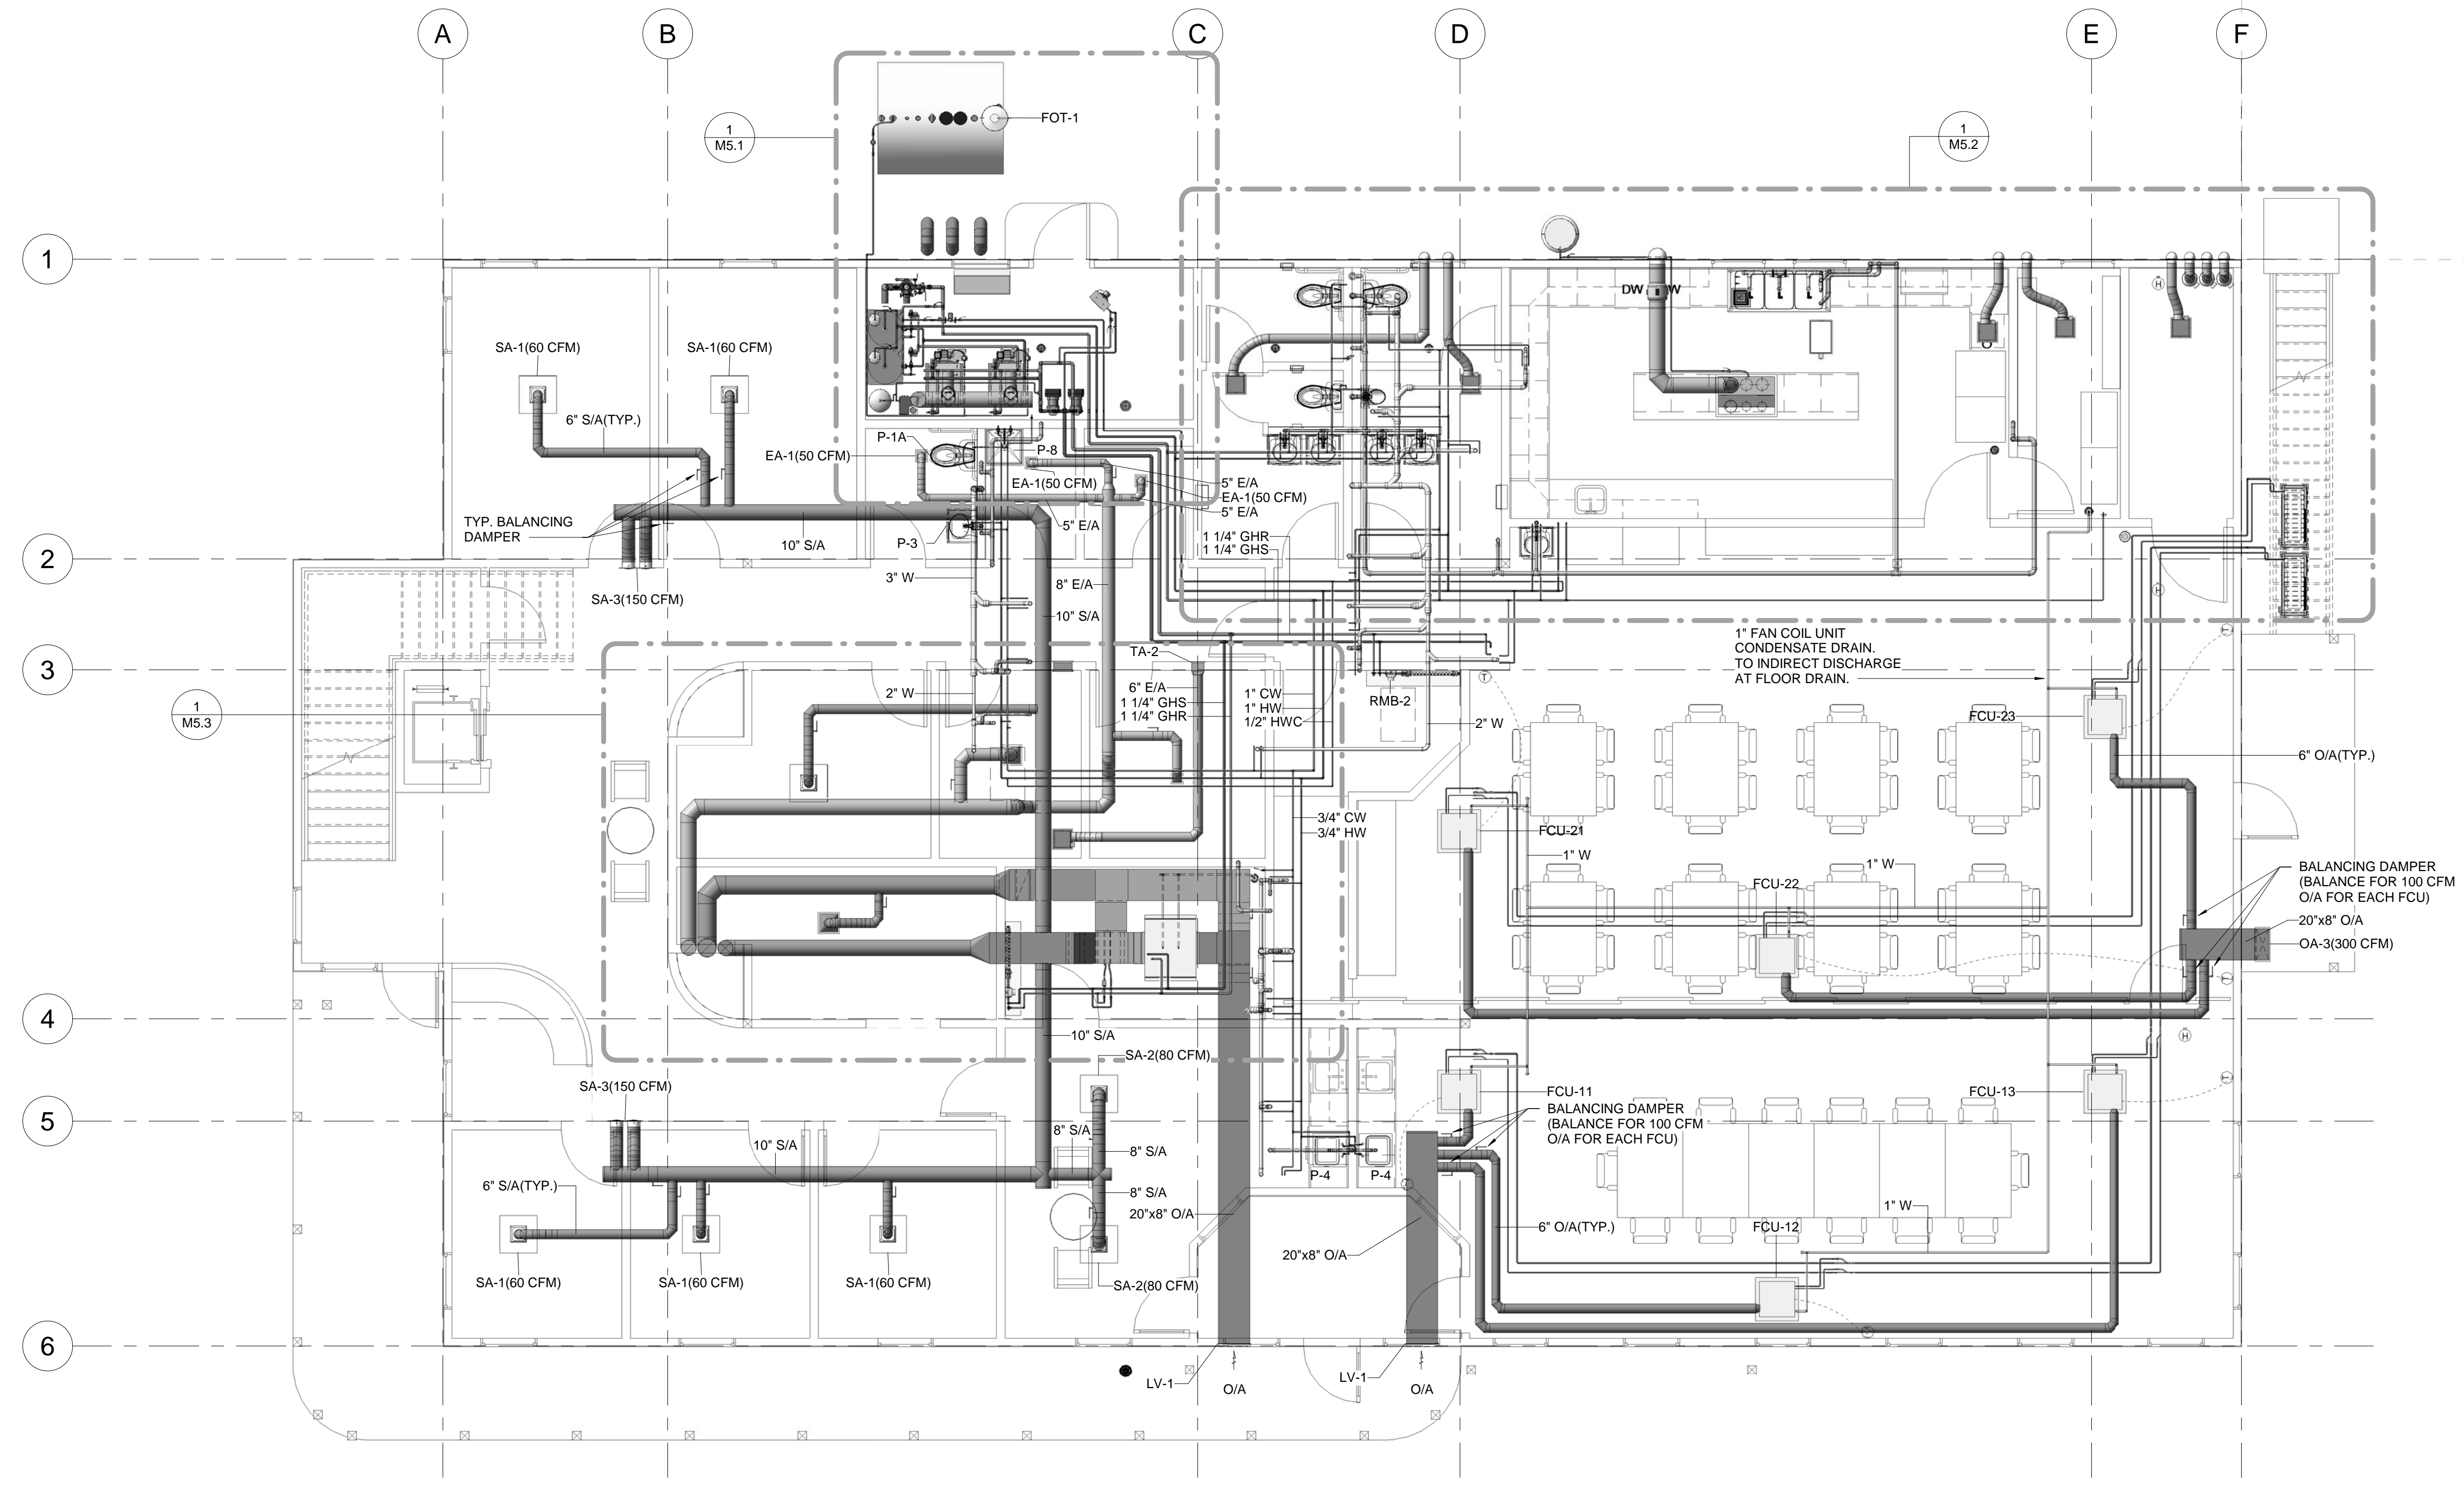 A
B
C
D
E
F
1
M5.1
FOT-1
1
M5.2
1
DW
W
SA-1(60 CFM)
SA-1(60 CFM)
6" S/A(TYP.)
P-1A
P-8
EA-1(50 CFM)
EA-1(50 CFM)
5" E/A
EA-1(50 CFM)
5" E/A
5" E/A
TYP. BALANCING
DAMPER
10" S/A
P-3
1 1/4" GHR
1 1/4" GHS
2
3" W
8" E/A
SA-3(150 CFM)
10" S/A
H
H
1" FAN COIL UNIT
CONDENSATE DRAIN.
TO INDIRECT DISCHARGE
AT FLOOR DRAIN.
TA-2
3
T
6" E/A
1 1/4" GHS
1 1/4" GHR
2" W
1" CW
1" HW
1/2" HWC
RMB-2
2" W
1
M5.3
FCU-23
6" O/A(TYP.)
3/4" CW
3/4" HW
FCU-21
1" W
1" W
FCU-22
BALANCING DAMPER
(BALANCE FOR 100 CFM
O/A FOR EACH FCU)
20"x8" O/A
OA-3(300 CFM)
4
10" S/A
H
SA-2(80 CFM)
SA-3(150 CFM)
FCU-11
FCU-13
BALANCING DAMPER
(BALANCE FOR 100 CFM
O/A FOR EACH FCU)
5
8" S/A
10" S/A
8" S/A
P-4
P-4
6" S/A(TYP.)
8" S/A
20"x8" O/A
1" W
6" O/A(TYP.)
FCU-12
20"x8" O/A
SA-1(60 CFM)
SA-1(60 CFM)
SA-1(60 CFM)
SA-2(80 CFM)
6
LV-1
O/A
LV-1
O/A